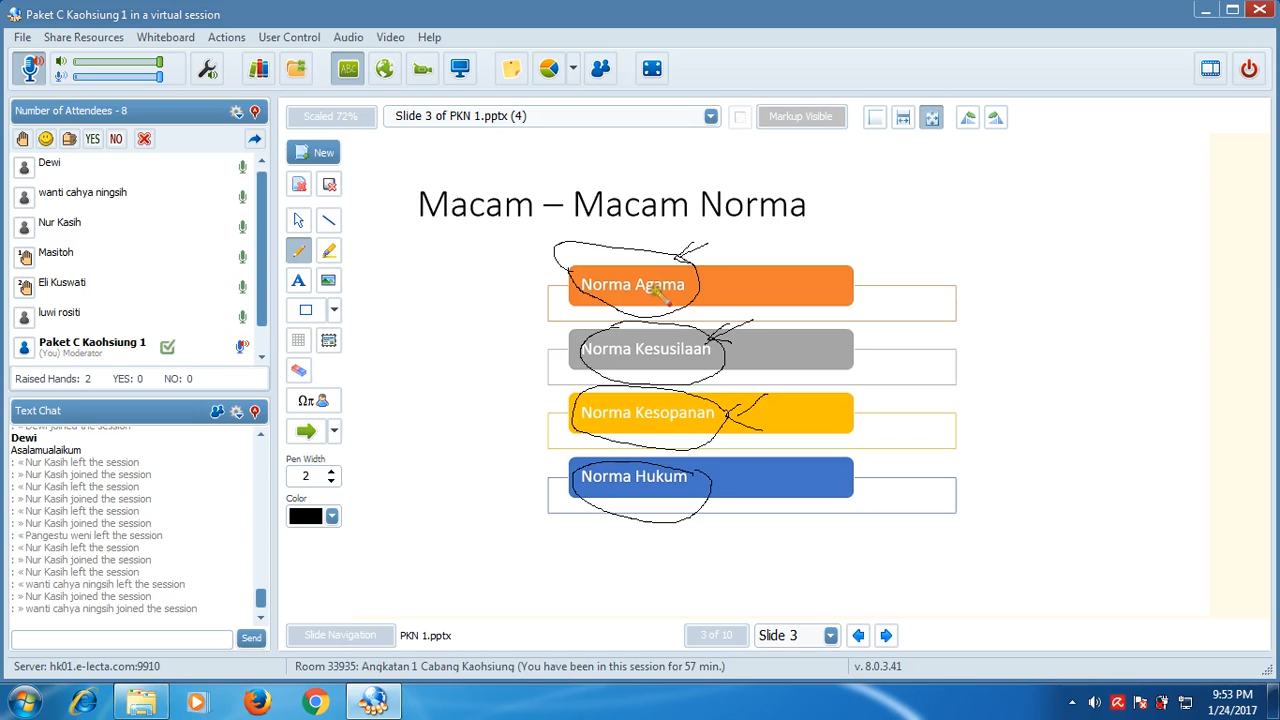 Paket C Kaohsiung 1 in a virtual session
File Share Resources Whiteboard Actions User Control Audio Video Help
Number of Attendees - 8
YES NO
Dewi
wanti cahya ningsih
Nur Kasih
1 Masitoh
2 Eli Kuswati
luwi rositi
Paket C Kaohsiung 1
(You) Moderator
Raised Hands: 2 YES: 0 NO: 0
Text Chat
: » Dewi joined the session
Dewi
Asalamualaikum
: « Nur Kasih left the session
: » Nur Kasih joined the session
: « Nur Kasih left the session
: » Nur Kasih joined the session
: « Nur Kasih left the session
: » Nur Kasih joined the session
: « Pangestu weni left the session
: « Nur Kasih left the session
: » Nur Kasih joined the session
: « Nur Kasih left the session
: « wanti cahya ningsih left the session
: » Nur Kasih joined the session
: » wanti cahya ningsih joined the session
Send
Scaled 72% Slide 3 of PKN 1.pptx (4) Markup Visible
New
ABC
A
Ωπ
Pen Width
2
Color
Macam – Macam Norma
Norma Agama
Norma Kesusilaan
Norma Kesopanan
Norma Hukum
Slide Navigation PKN 1.pptx 3 of 10 Slide 3
Server: hk01.e-lecta.com:9910 Room 33935: Angkatan 1 Cabang Kaohsiung (You have been in this session for 57 min.) v. 8.0.3.41
9:53 PM
1/24/2017